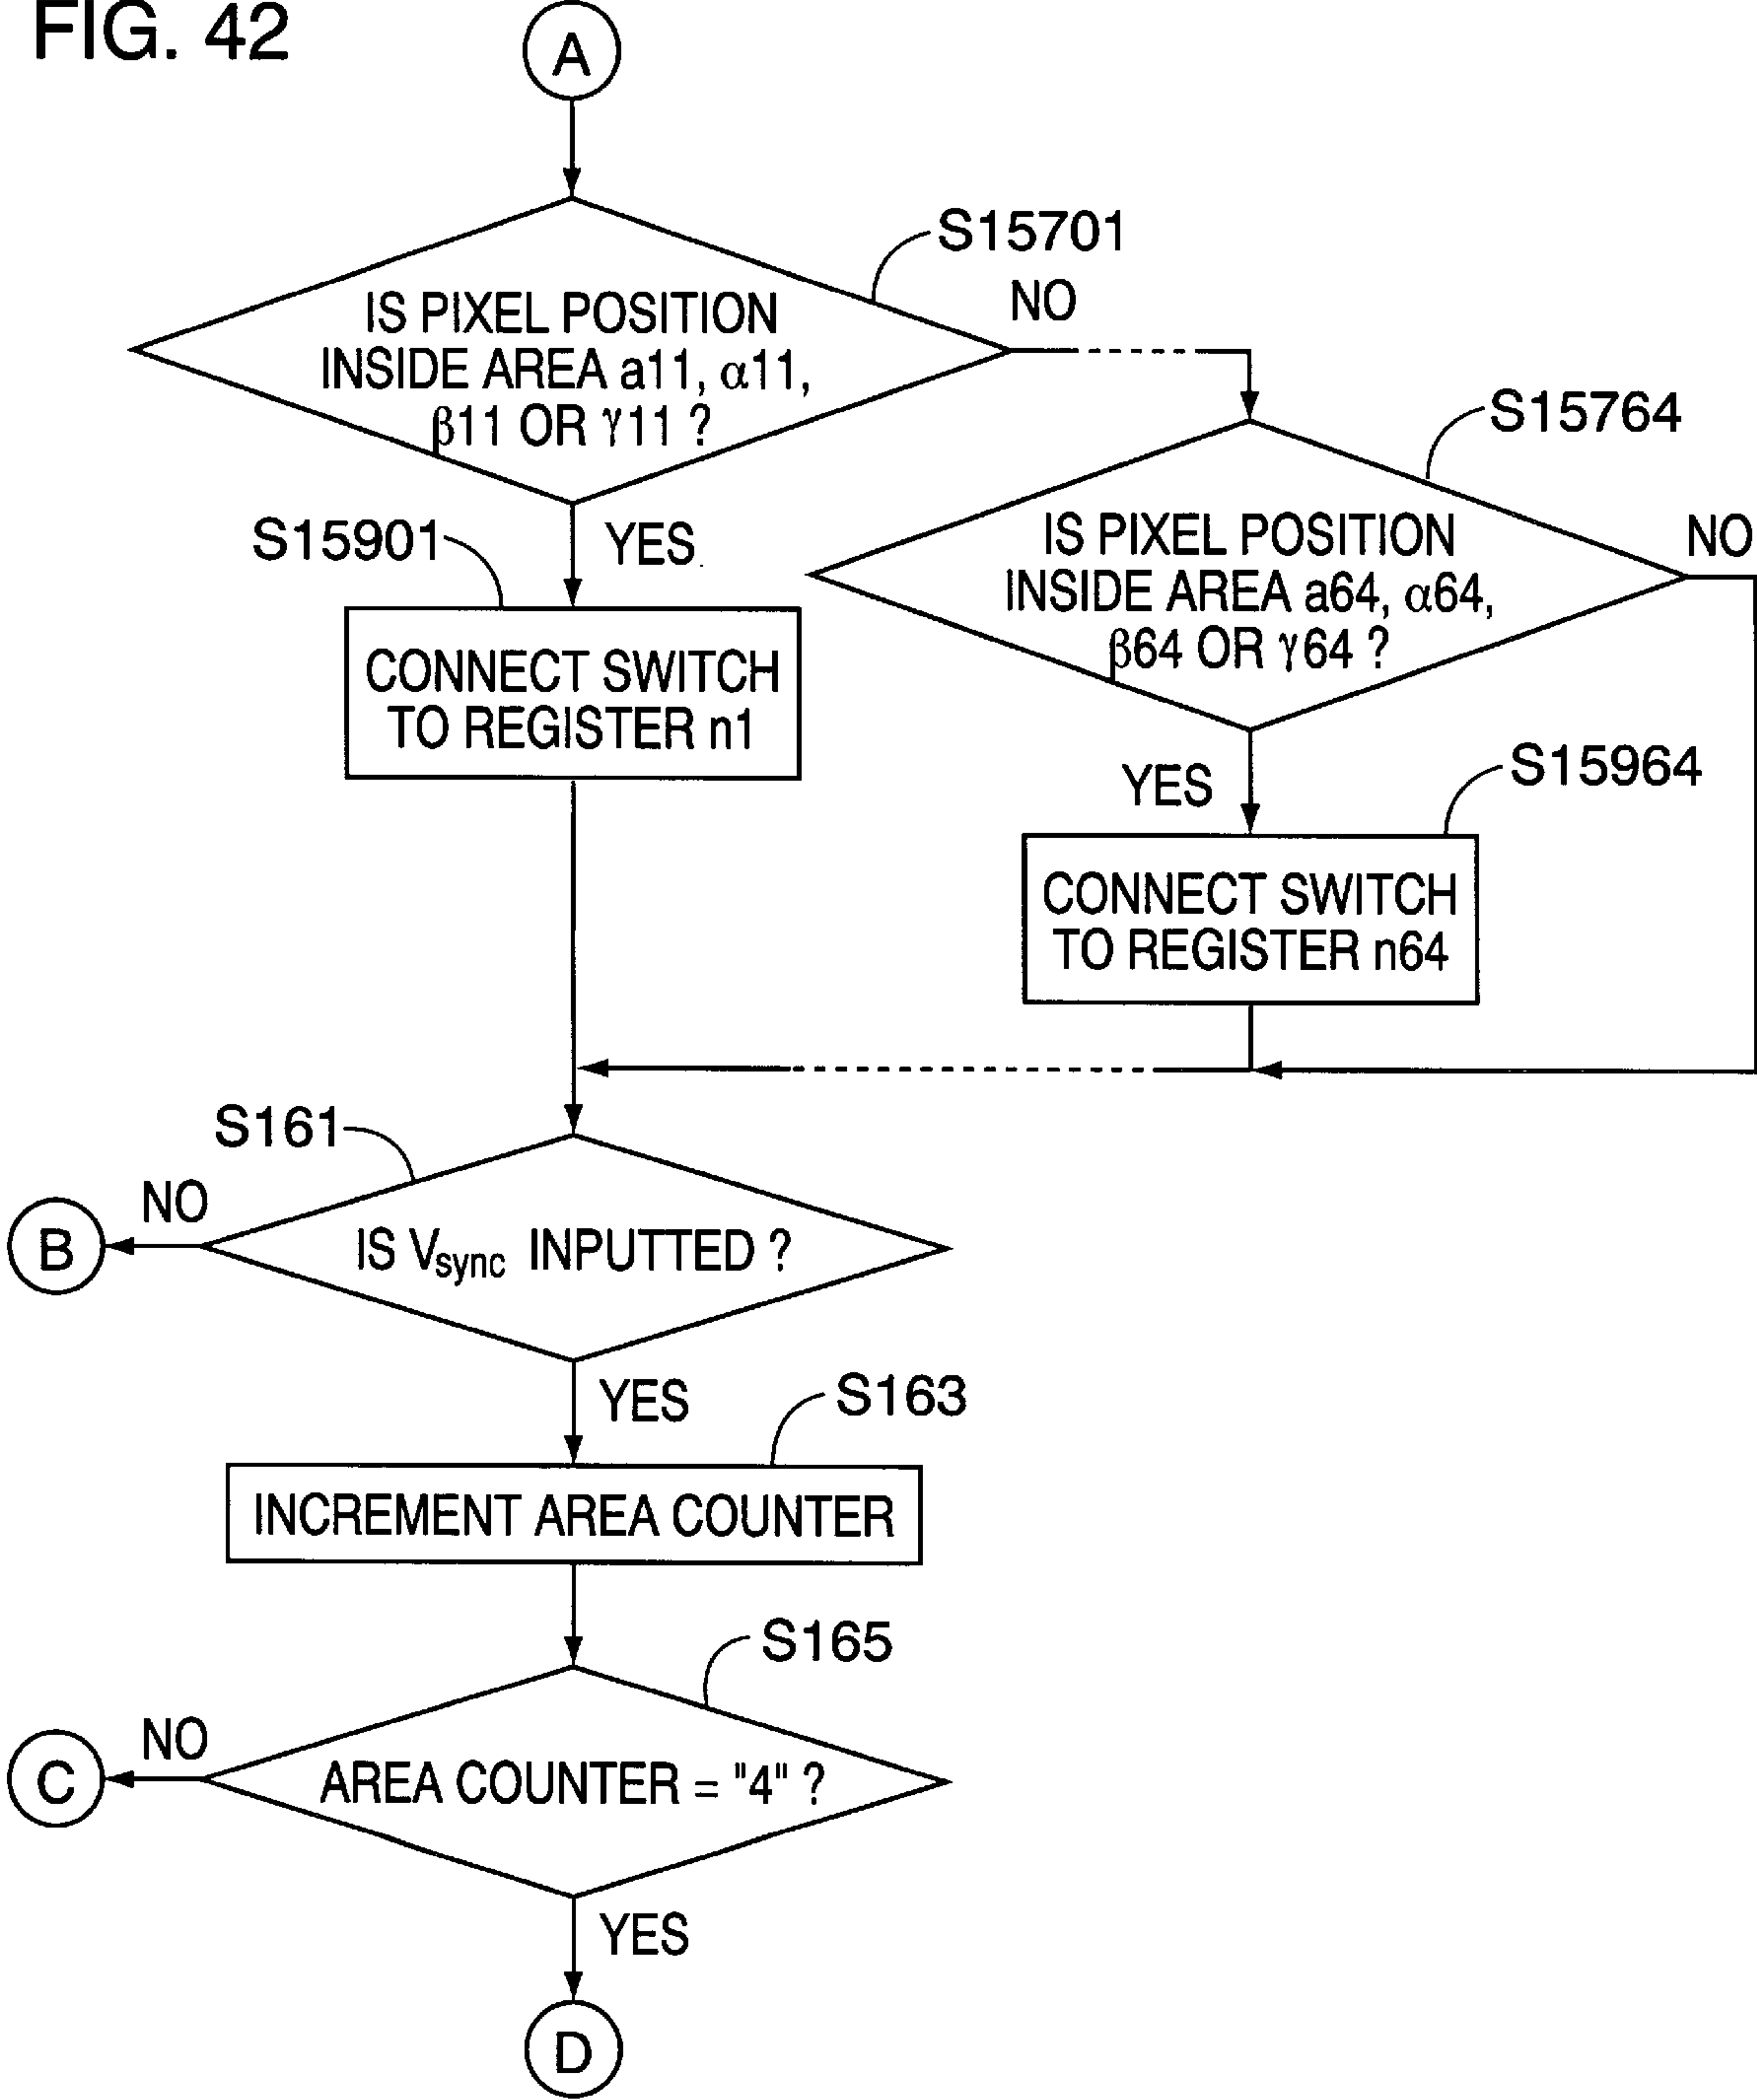 FIG. 42
A
S15701
IS PIXEL POSITION
INSIDE AREA a11, α11,
β11 OR γ11 ?
NO
S15764
IS PIXEL POSITION
INSIDE AREA a64, α64,
β64 OR γ64 ?
NO
S15901
YES
CONNECT SWITCH
TO REGISTER n1
YES
S15964
CONNECT SWITCH
TO REGISTER n64
S161
NO
B
IS Vsync INPUTTED ?
YES
S163
INCREMENT AREA COUNTER
S165
NO
C
AREA COUNTER = "4" ?
YES
D